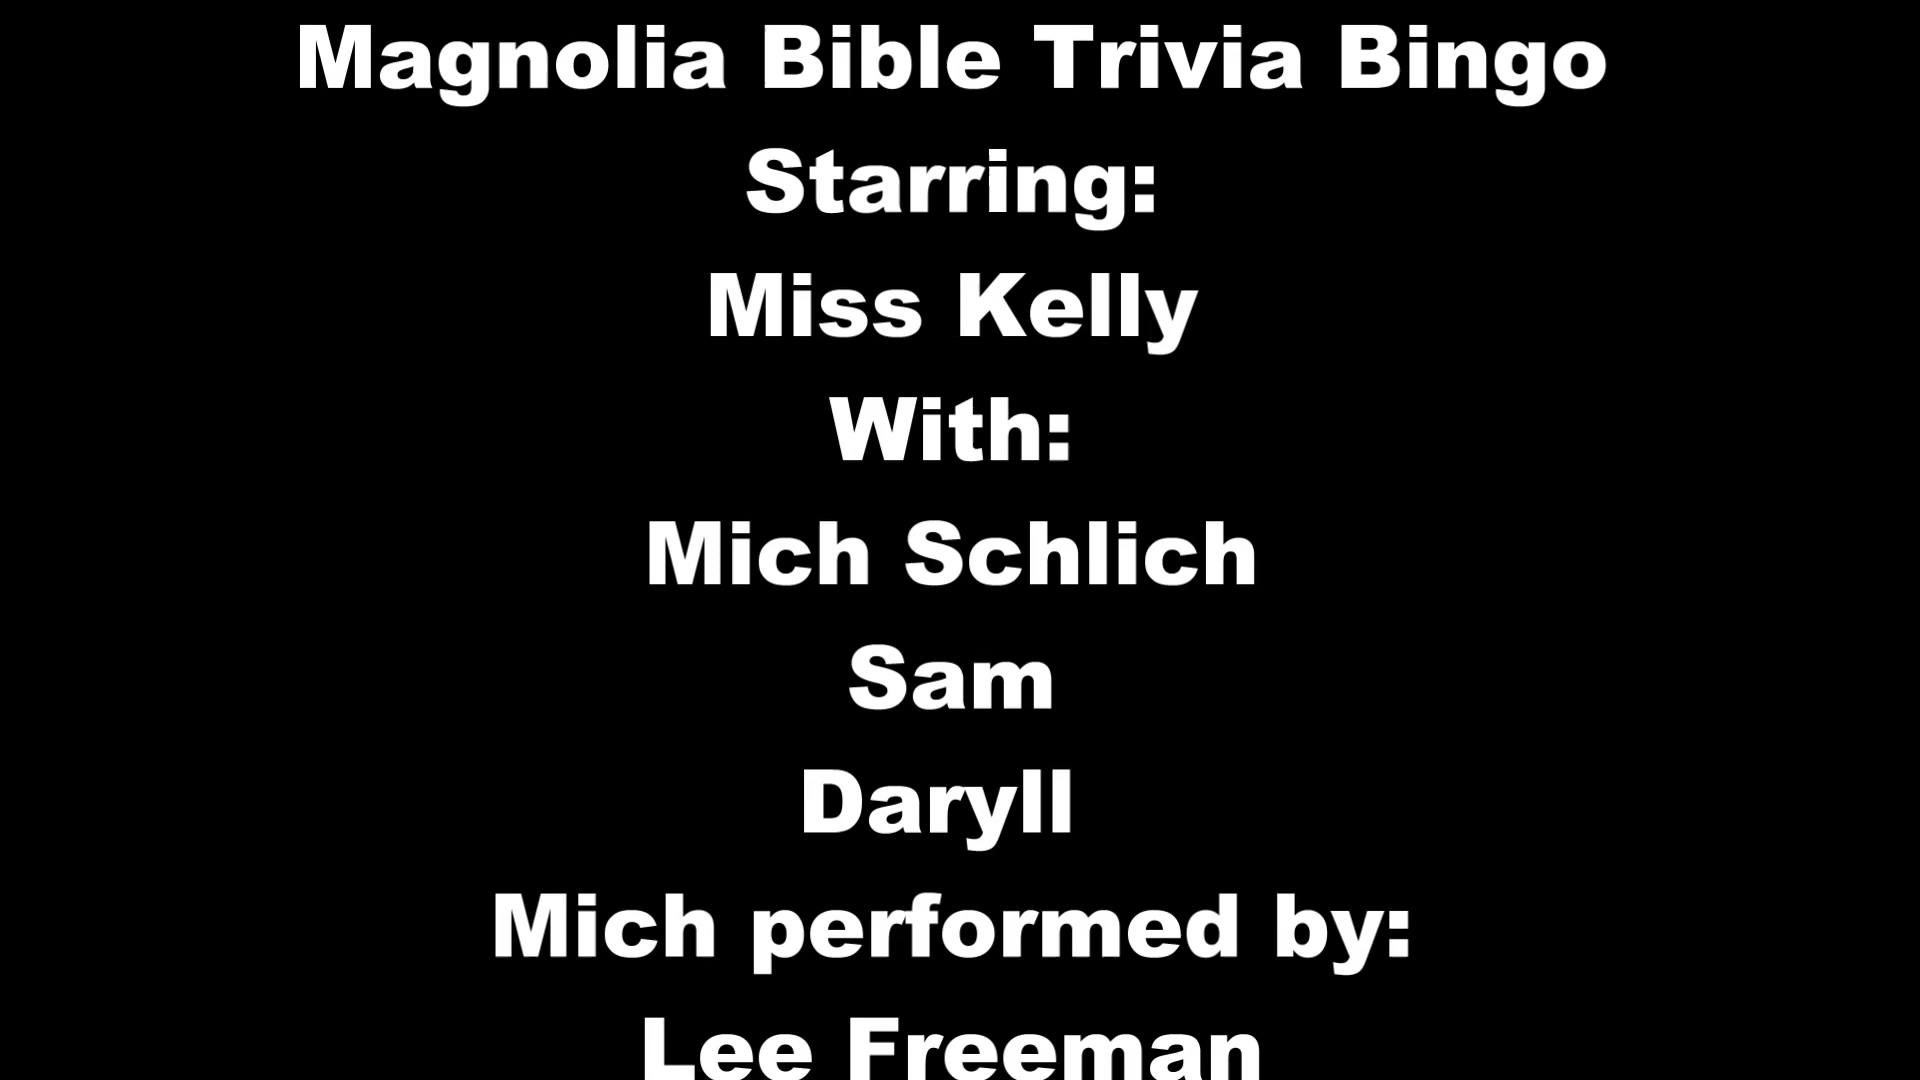 Magnolia Bible Trivia Bingo
Starring:
Miss Kelly
With:
Mich Schlich
Sam
Daryll
Mich performed by:
Lee Freeman